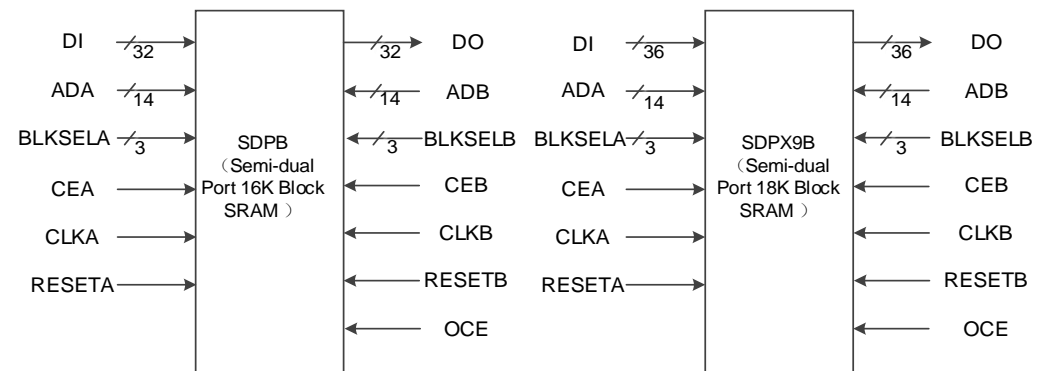 DI 32
ADA 14
BLKSELA 3
CEA
CLKA
RESETA
SDPB
（Semi-dual
Port 16K Block
SRAM ）
32 DO
14 ADB
3 BLKSELB
CEB
CLKB
RESETB
OCE
DI 36
ADA 14
BLKSELA 3
CEA
CLKA
RESETA
SDPX9B
（Semi-dual
Port 18K Block
SRAM ）
36 DO
14 ADB
3 BLKSELB
CEB
CLKB
RESETB
OCE